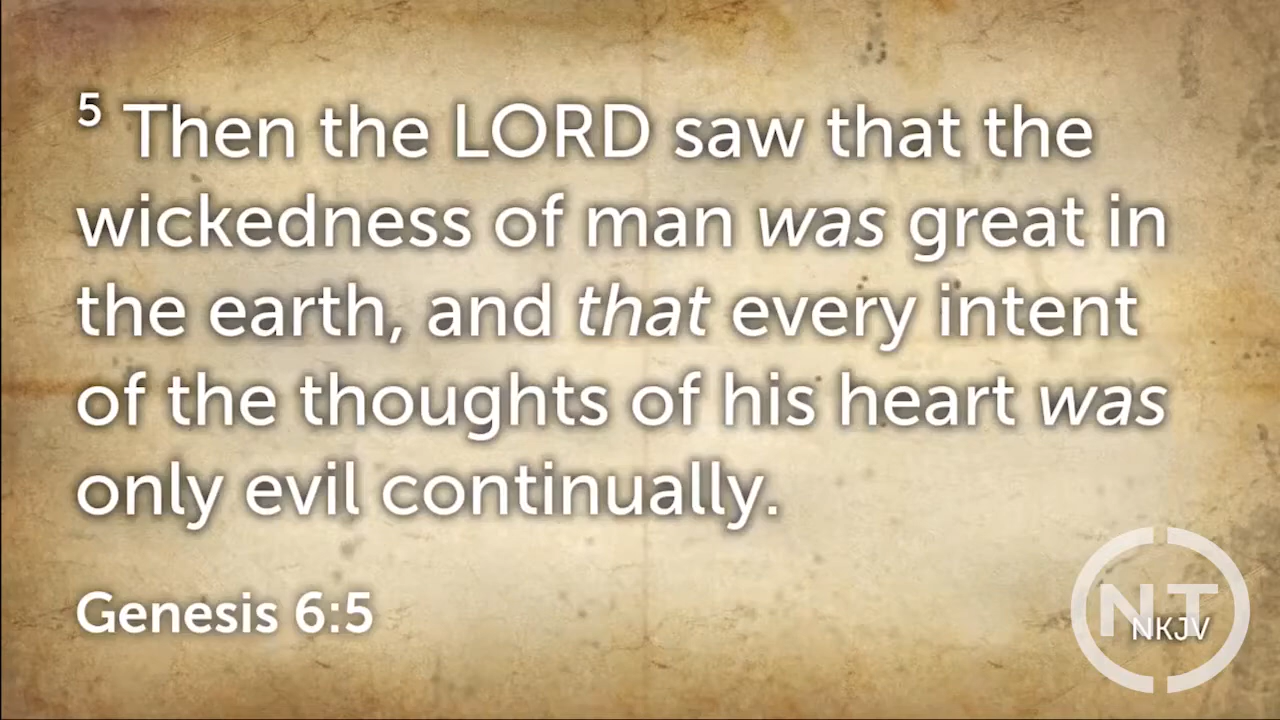 5 Then the LORD saw that the
wickedness of man was great in
the earth, and that every intent
of the thoughts of his heart was
only evil continually.
Genesis 6:5
NT
NKJV